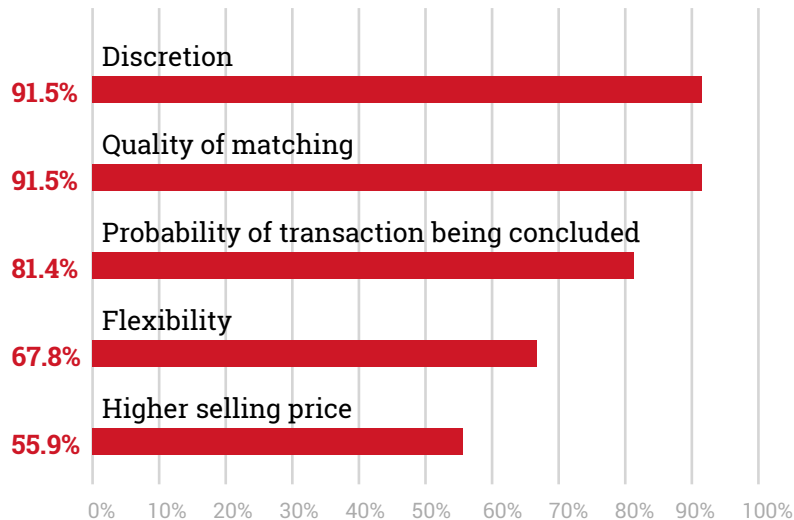 Discretion
91.5%
Quality of matching
91.5%
Probability of transaction being concluded
81.4%
Flexibility
67.8%
Higher selling price
55.9%
0% 10% 20% 30% 40% 50% 60% 70% 80% 90% 100%